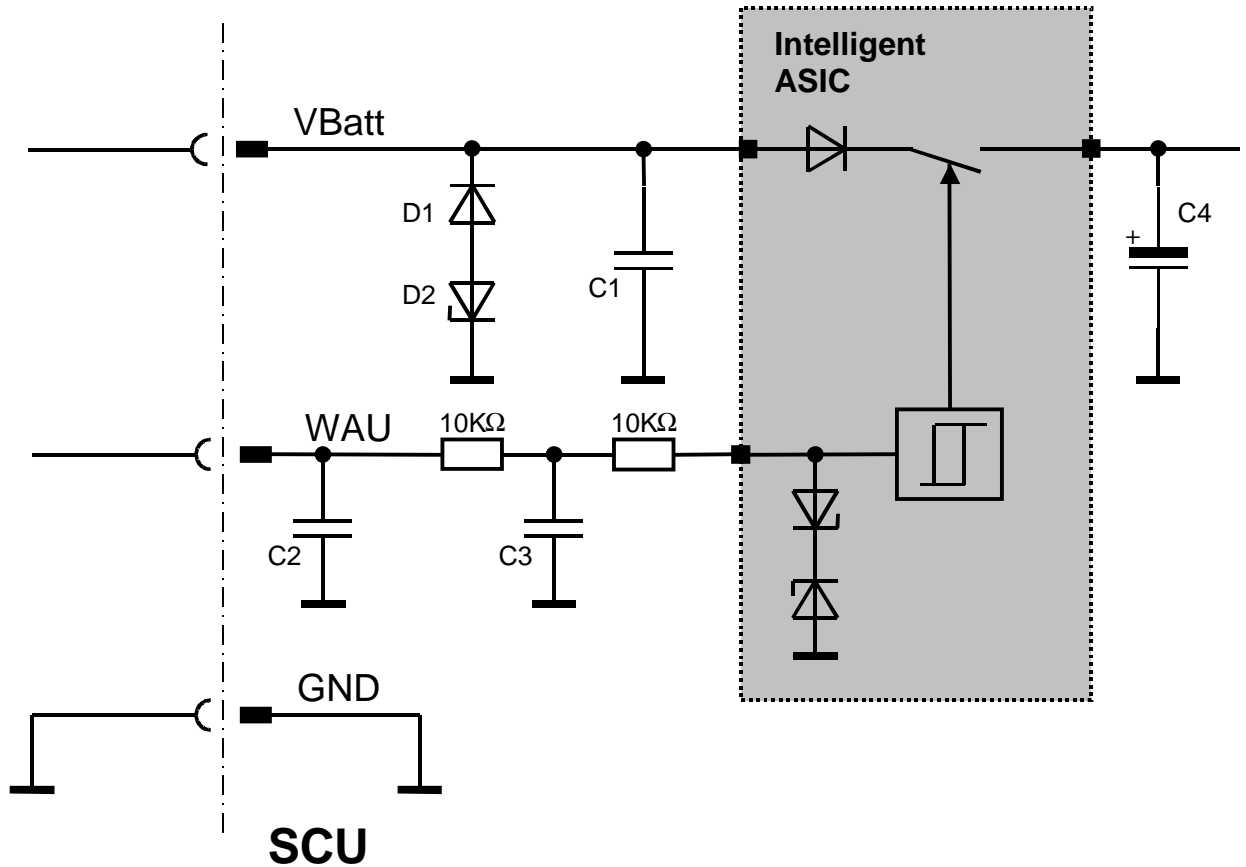 Intelligent
ASIC
VBatt
D1
D2
C1
C4
+
WAU
10KΩ
10KΩ
C2
C3
GND
SCU